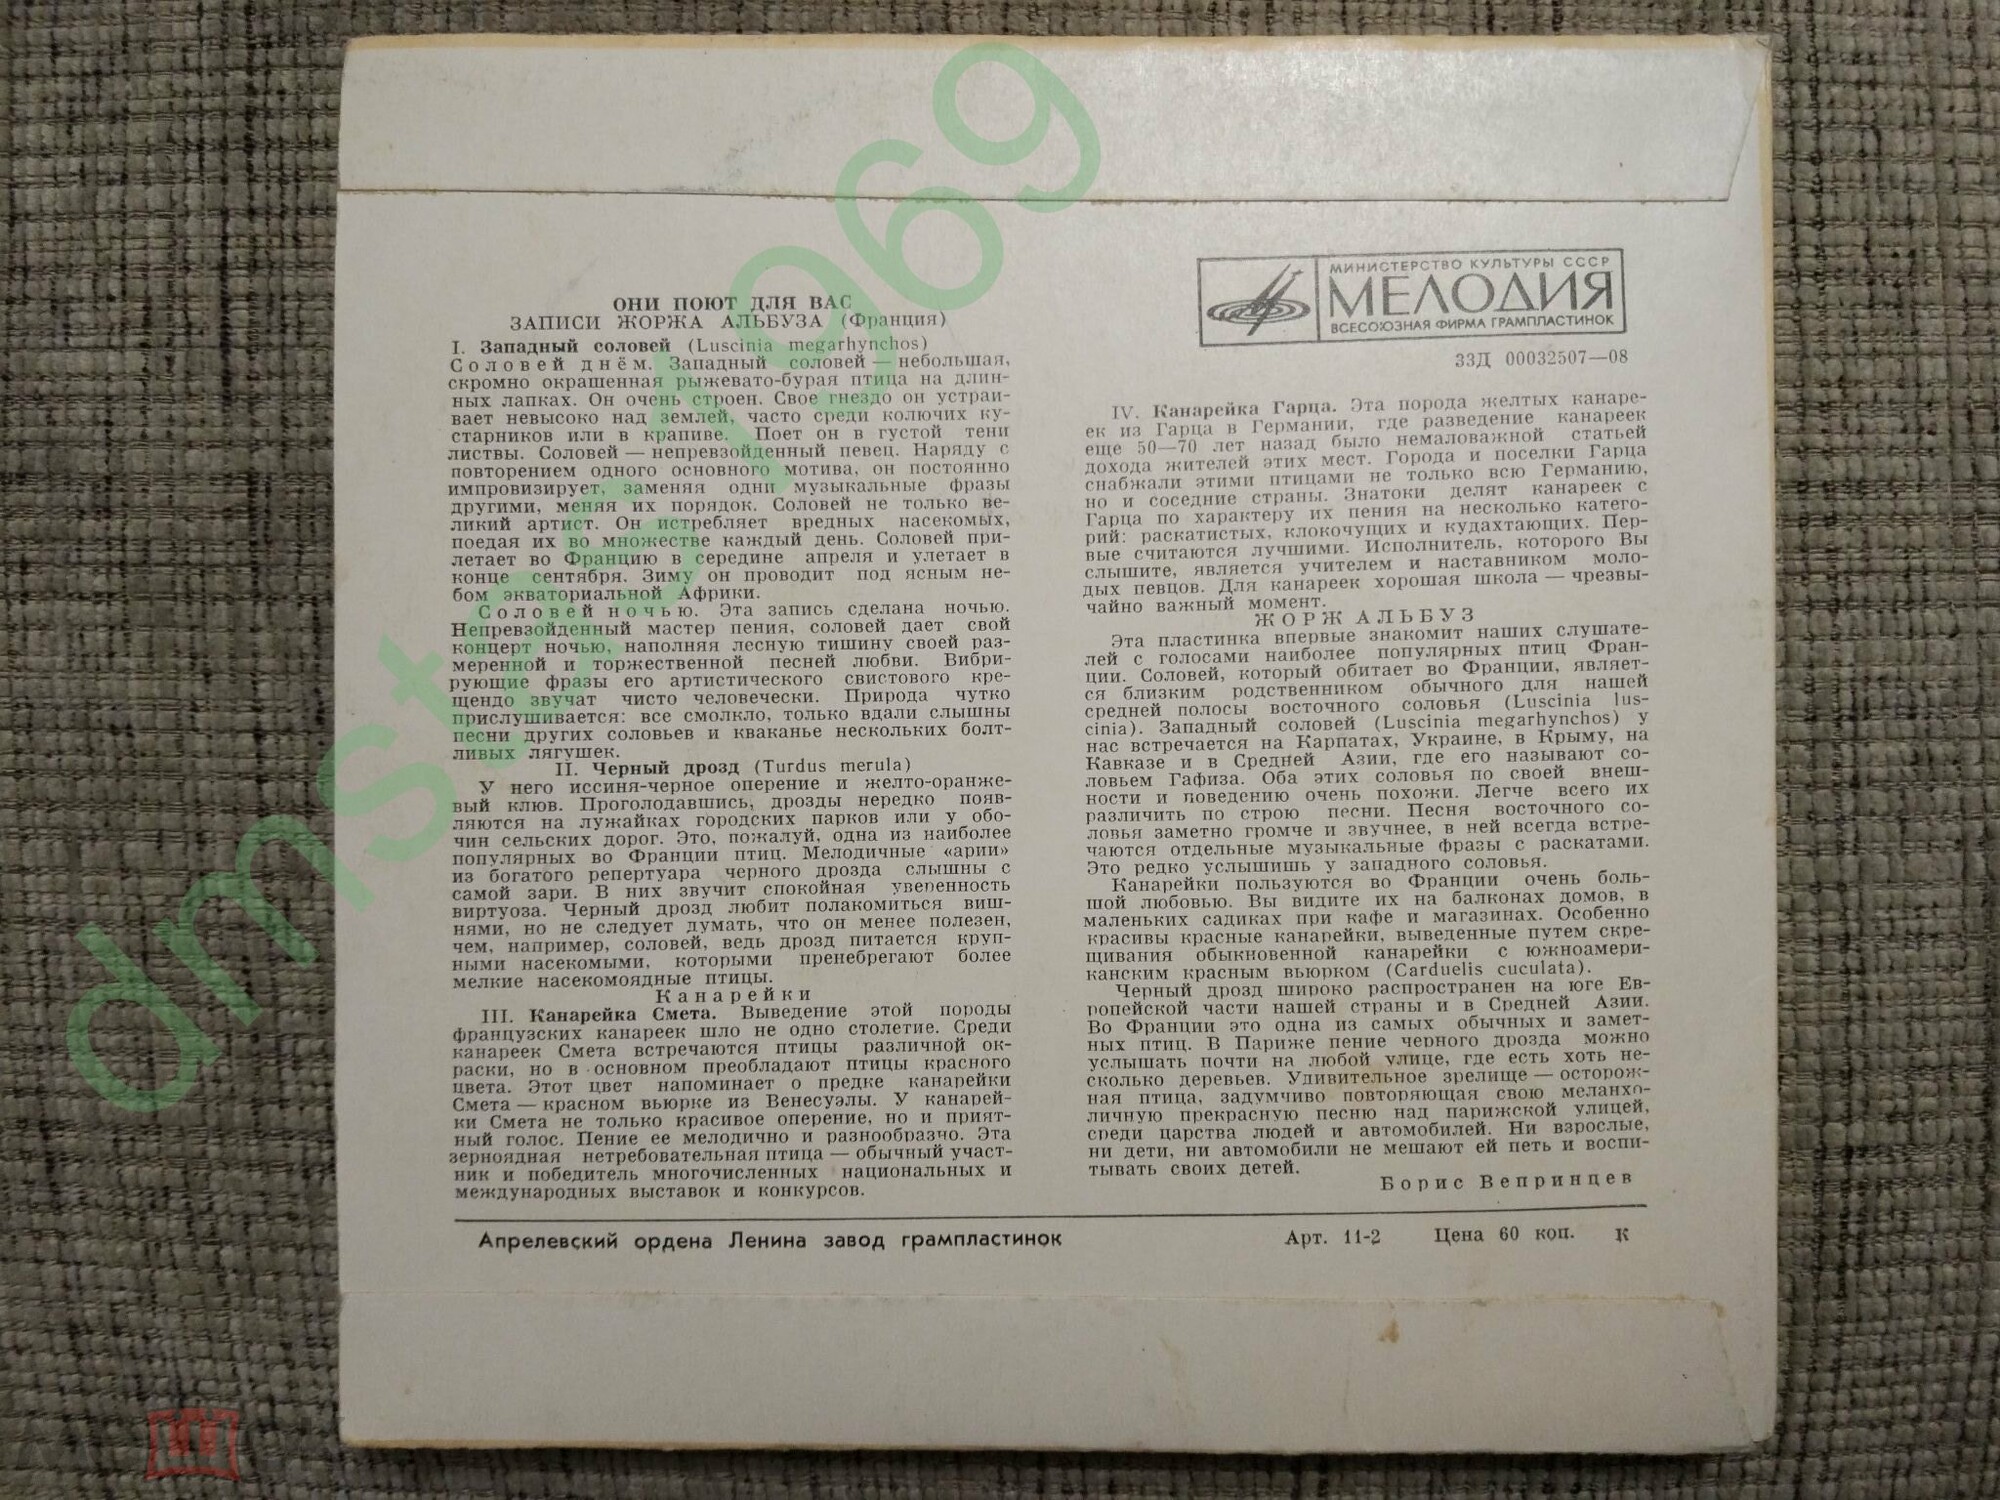 ОНИ ПОЮТ ДЛЯ ВАС
ЗАПИСИ ЖОРЖА АЛЬБУЗА (Франция)
I. Западный соловей (Luscinia megarhynchos)
Соловей днём. Западный соловей — небольшая,
скромно окрашенная рыжевато-бурая птица на длин-
ных лапках. Он очень строен. Свое гнездо он устраи-
вает невысоко над землей, часто среди колючих ку-
старников или в крапиве. Поет он в густой тени
листвы. Соловей — непревзойденный певец. Наряду с
повторением одного основного мотива, он постоянно
импровизирует, заменяя одни музыкальные фразы
другими, меняя их порядок. Соловей не только ве-
ликий артист. Он истребляет вредных насекомых,
поедая их во множестве каждый день. Соловей при-
летает во Францию в середине апреля и улетает в
конце сентября. Зиму он проводит под ясным не-
бом экваториальной Африки.
Соловей ночью. Эта запись сделана ночью.
Непревзойденный мастер пения, соловей дает свой
концерт ночью, наполняя лесную тишину своей раз-
меренной и торжественной песней любви. Вибри-
рующие фразы его артистического свистового кре-
щендо звучат чисто человечески. Природа чутко
прислушивается: все смолкло, только вдали слышны
песни других соловьев и кваканье нескольких болт-
ливых лягушек.
II. Черный дрозд (Turdus merula)
У него иссиня-черное оперение и желто-оранже-
вый клюв. Проголодавшись, дрозды нередко появ-
ляются на лужайках городских парков или у обо-
чин сельских дорог. Это, пожалуй, одна из наиболее
популярных во Франции птиц. Мелодичные «арии»
из богатого репертуара черного дрозда слышны с
самой зари. В них звучит спокойная уверенность
виртуоза. Черный дрозд любит полакомиться виш-
нями, но не следует думать, что он менее полезен,
чем, например, соловей, ведь дрозд питается круп-
ными насекомыми, которыми пренебрегают более
мелкие насекомоядные птицы.
Канарейки
III. Канарейка Смета. Выведение этой породы
французских канареек шло не одно столетие. Среди
канареек Смета встречаются птицы различной ок-
раски, но в основном преобладают птицы красного
цвета. Этот цвет напоминает о предке канарейки
Смета — красном вьюрке из Венесуэлы. У канарей-
ки Смета не только красивое оперение, но и прият-
ный голос. Пение ее мелодично и разнообразно. Эта
зерноядная нетребовательная птица — обычный участ-
ник и победитель многочисленных национальных и
международных выставок и конкурсов.
МИНИСТЕРСТВО КУЛЬТУРЫ СССР
МЕЛОДИЯ
ВСЕСОЮЗНАЯ ФИРМА ГРАМПЛАСТИНОК
33Д 00032507—08
IV. Канарейка Гарца. Эта порода желтых канаре-
ек из Гарца в Германии, где разведение канареек
еще 50—70 лет назад было немаловажной статьей
дохода жителей этих мест. Города и поселки Гарца
снабжали этими птицами не только всю Германию,
но и соседние страны. Знатоки делят канареек с
Гарца по характеру их пения на несколько катего-
рий: раскатистых, клокочущих и кудахтающих. Пер-
вые считаются лучшими. Исполнитель, которого Вы
слышите, является учителем и наставником моло-
дых певцов. Для канареек хорошая школа — чрезвы-
чайно важный момент.
ЖОРЖ АЛЬБУЗ
Эта пластинка впервые знакомит наших слушате-
лей с голосами наиболее популярных птиц Фран-
ции. Соловей, который обитает во Франции, являет-
ся близким родственником обычного для нашей
средней полосы восточного соловья (Luscinia lus-
cinia). Западный соловей (Luscinia megarhynchos) у
нас встречается на Карпатах, Украине, в Крыму, на
Кавказе и в Средней Азии, где его называют со-
ловьем Гафиза. Оба этих соловья по своей внеш-
ности и поведению очень похожи. Легче всего их
различить по строю песни. Песня восточного со-
ловья заметно громче и звучнее, в ней всегда встре-
чаются отдельные музыкальные фразы с раскатами.
Это редко услышишь у западного соловья.
Канарейки пользуются во Франции очень боль-
шой любовью. Вы видите их на балконах домов, в
маленьких садиках при кафе и магазинах. Особенно
красивы красные канарейки, выведенные путем скре-
щивания обыкновенной канарейки с южноамери-
канским красным вьюрком (Carduelis cuculata).
Черный дрозд широко распространен на юге Ев-
ропейской части нашей страны и в Средней Азии.
Во Франции это одна из самых обычных и замет-
ных птиц. В Париже пение черного дрозда можно
услышать почти на любой улице, где есть хоть не-
сколько деревьев. Удивительное зрелище — осторож-
ная птица, задумчиво повторяющая свою меланхо-
личную прекрасную песню над парижской улицей,
среди царства людей и автомобилей. Ни взрослые,
ни дети, ни автомобили не мешают ей петь и воспи-
тывать своих детей.
Борис Вепринцев
Апрелевский ордена Ленина завод грампластинок
Арт. 11-2 Цена 60 коп. К